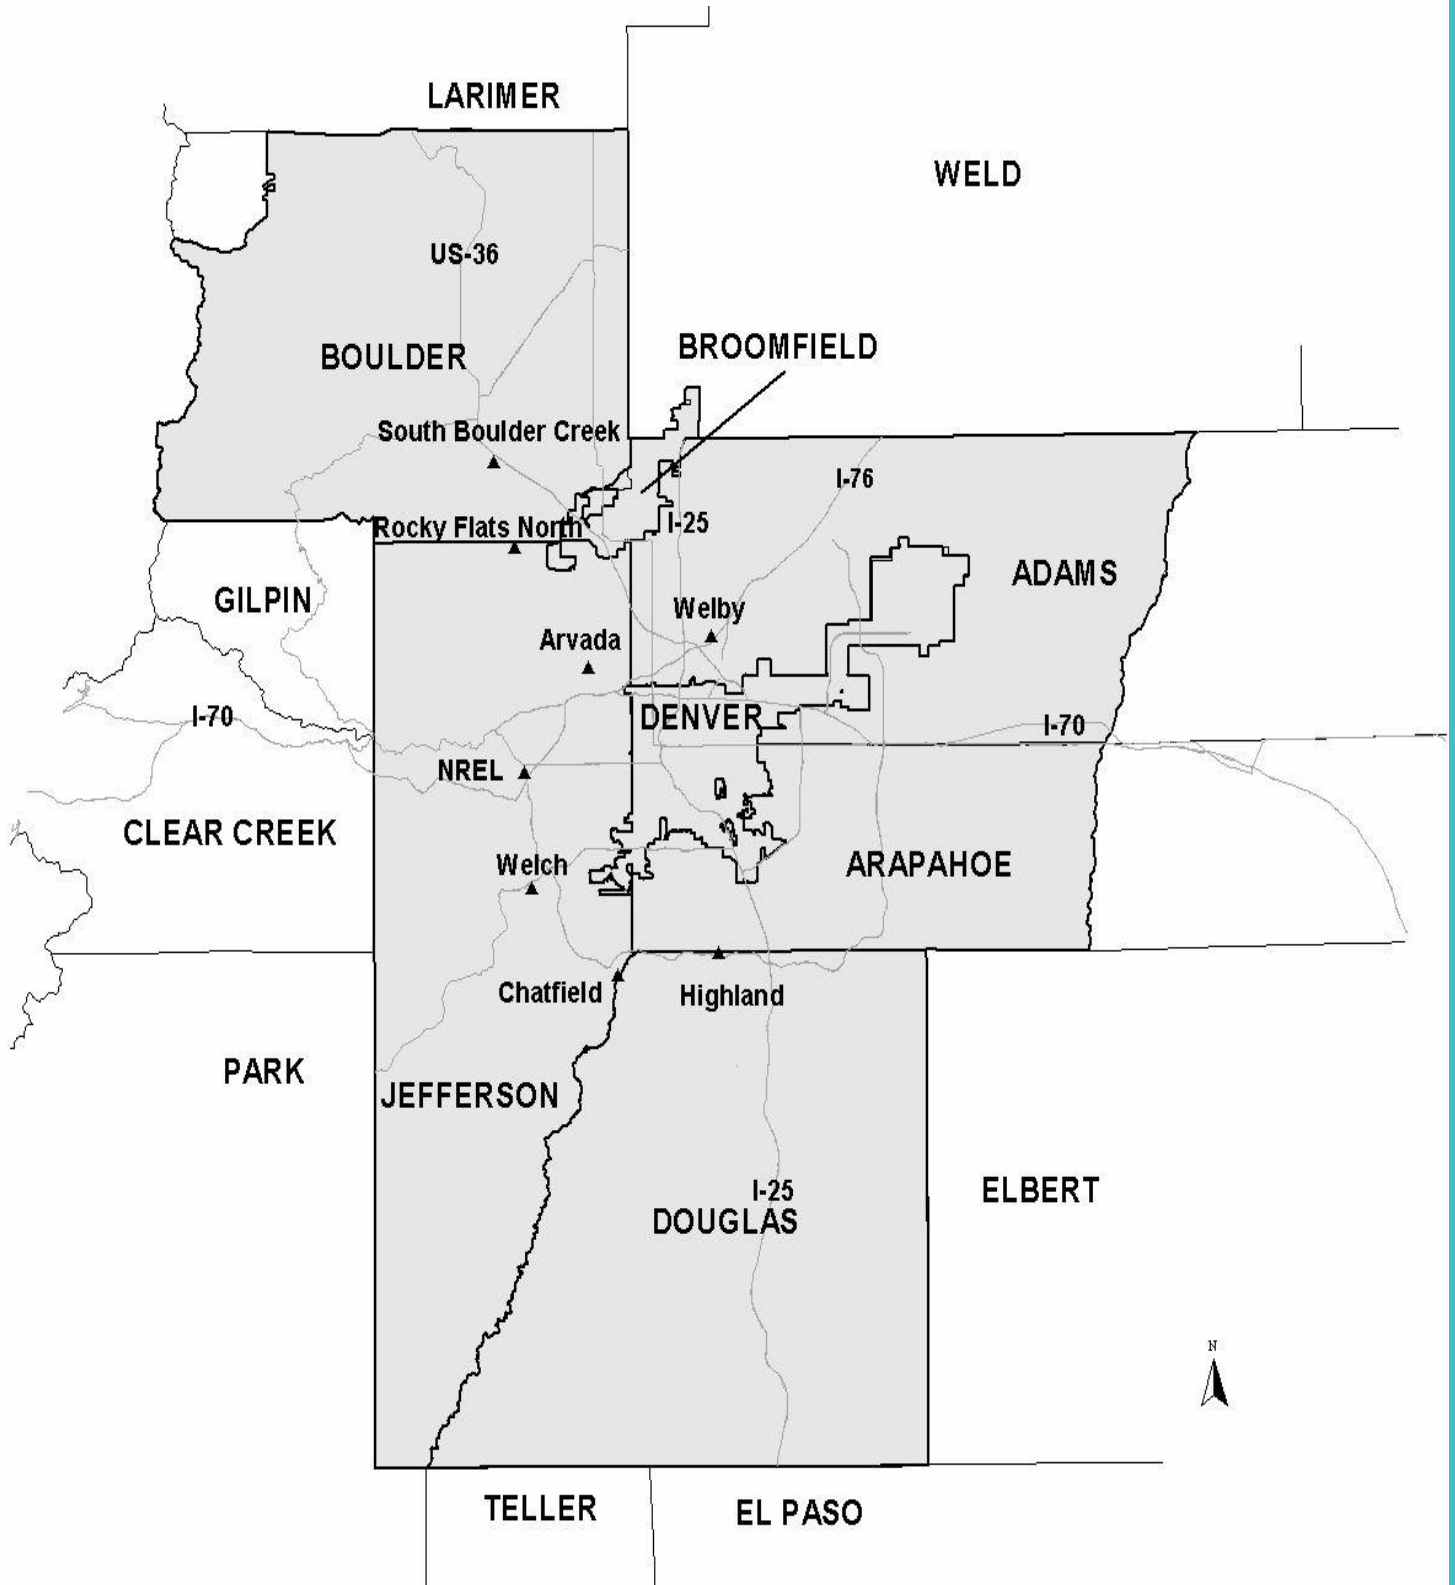 LARIMER
WELD
US-36
BROOMFIELD
BOULDER
South Boulder Creek
I-76
I-25
Rocky Flats North
ADAMS
GILPIN
Welby
Arvada
I-70
DENVER
I-70
NREL
CLEAR CREEK
Welch
ARAPAHOE
Chatfield
Highland
PARK
JEFFERSON
I-25
ELBERT
DOUGLAS
N
TELLER
EL PASO